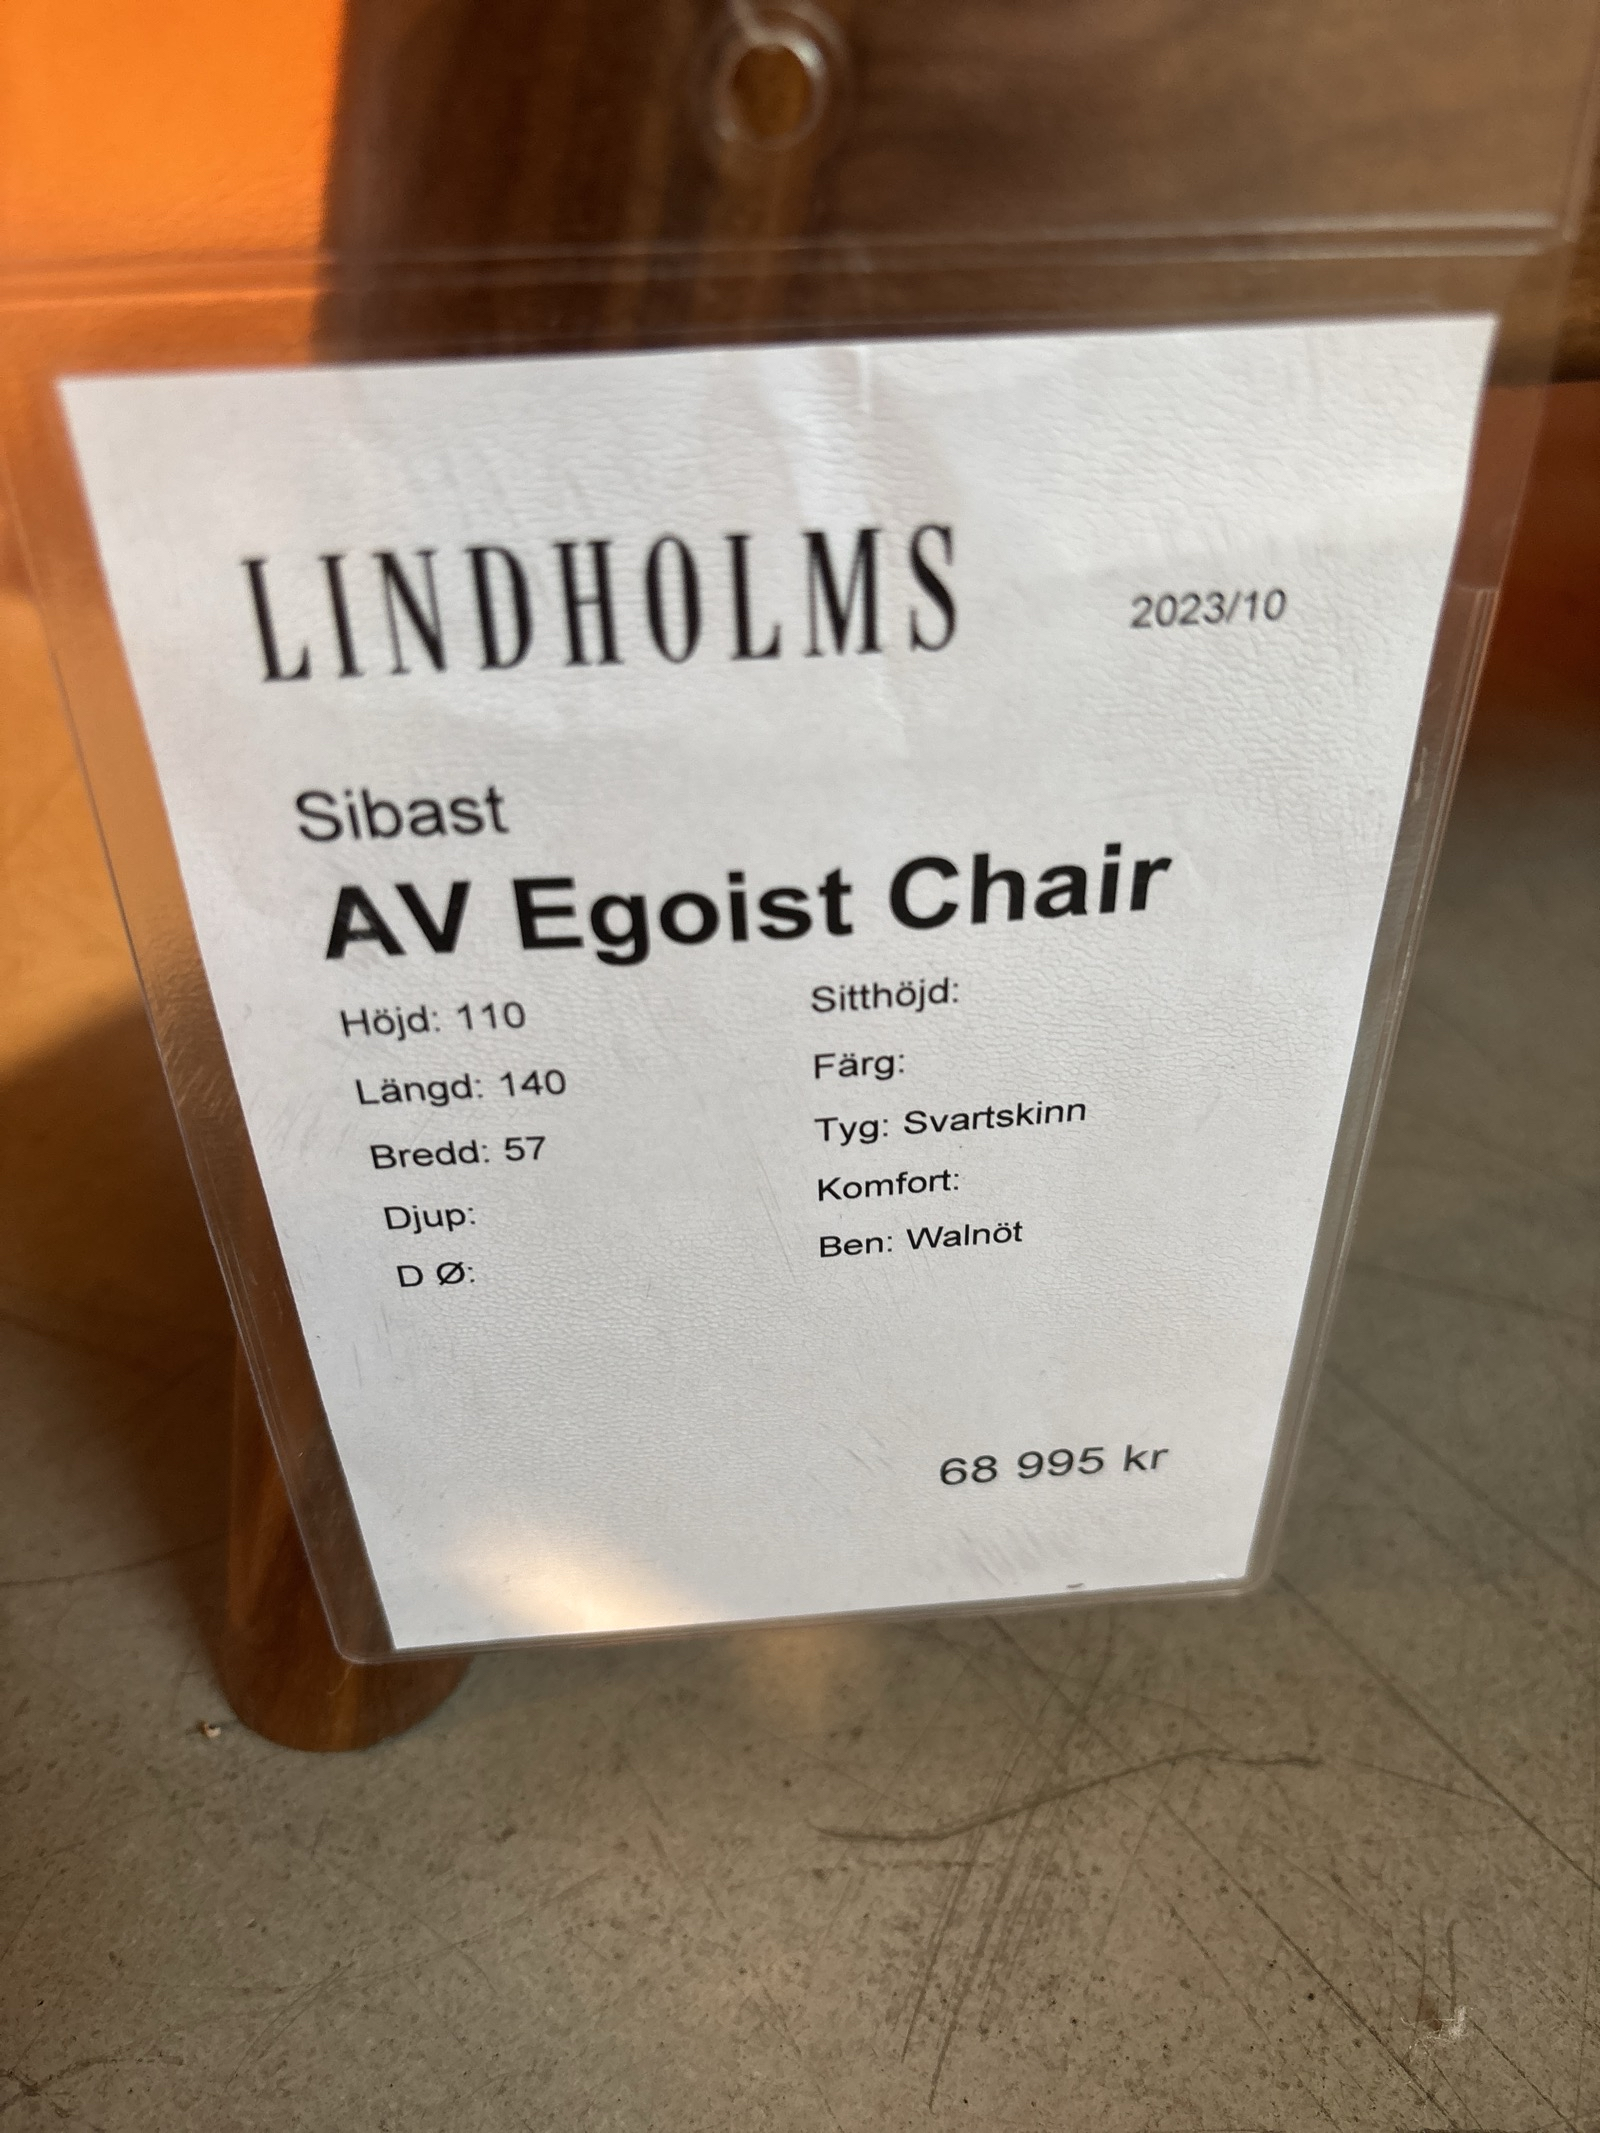 LINDHOLMS
2023/10
Sibast
AV Egoist Chair
Höjd: 110
Längd: 140
Bredd: 57
Djup:
D Ø:
Sitthöjd:
Färg:
Tyg: Svartskinn
Komfort:
Ben: Walnöt
68 995 kr